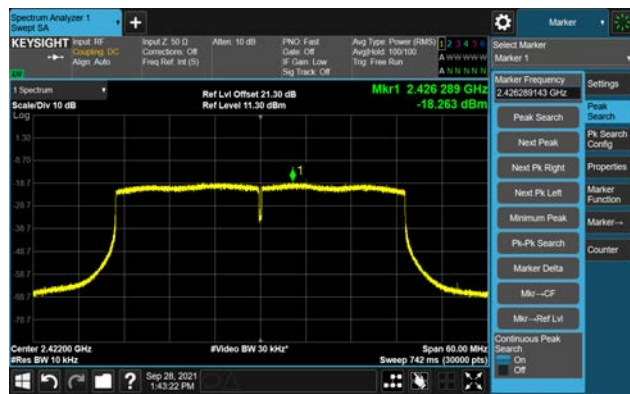 Spectrum Analyzer 1
Swept SA
+
Marker
KEYSIGHT
Input: RF
Coupling: DC
Align: Auto
Input Z: 50 Ω
Corrections: Off
Freq Ref: Int (S)
Atten: 10 dB
PNO: Fast
Gate: Off
IF Gain: Low
Sig Track: Off
Avg Type: Power (RMS)
Avg|Hold: 100/100
Trig: Free Run
1 2 3 4 5 6
A W W W W W
A N N N N N
Select Marker
Marker 1
1 Spectrum
Scale/Div 10 dB
Log
Ref Lvl Offset 21.30 dB
Ref Level 11.30 dBm
Mkr1 2.426 289 GHz
-18.263 dBm
1
1.30
-8.70
-18.7
-28.7
-38.7
-48.7
-58.7
-68.7
-78.7
Center 2.42200 GHz
#Res BW 10 kHz
#Video BW 30 kHz*
Span 60.00 MHz
Sweep 742 ms (30000 pts)
Marker Frequency
2.426289143 GHz
Peak Search
Next Peak
Next Pk Right
Next Pk Left
Minimum Peak
Pk-Pk Search
Marker Delta
Mkr→CF
Mkr→Ref Lvl
Continuous Peak
Search
On
Off
Settings
Peak
Search
Pk Search
Config
Properties
Marker
Function
Marker→
Counter
?
Sep 28, 2021
1:43:22 PM